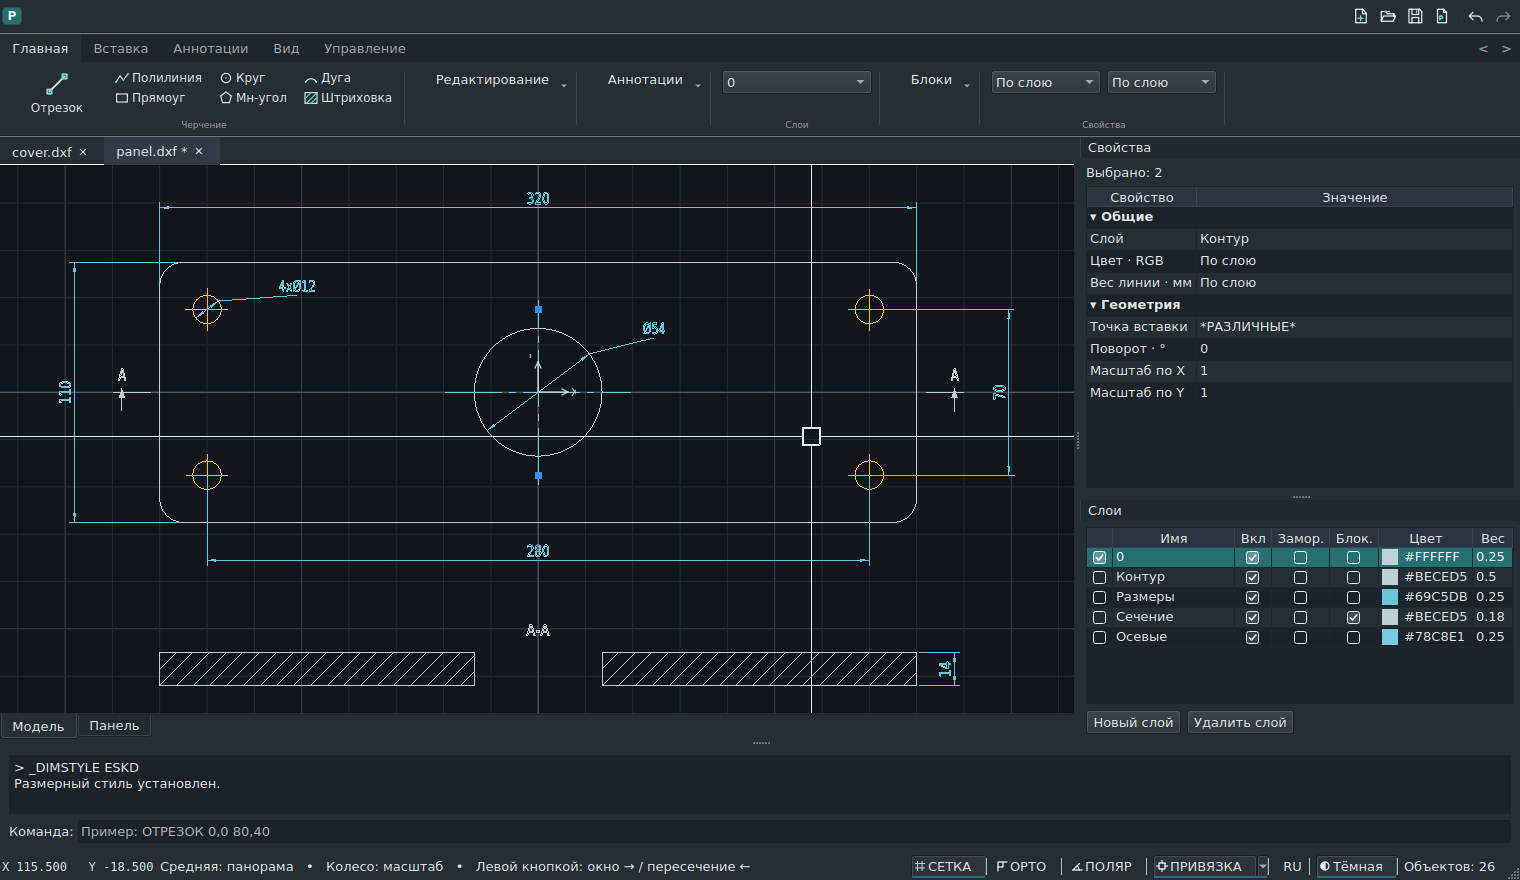 P
Главная Вставка Аннотации Вид Управление < >
Отрезок
Полилиния Круг Дуга
Прямоуг Мн-угол Штриховка
Черчение
Редактирование
Аннотации
0
Слои
Блоки
По слою По слою
Свойства
cover.dxf × panel.dxf * ×
320
4xØ12
Ø54
110
A
A
70
280
A-A
14
Модель Панель
Свойства
Выбрано: 2
Свойство Значение
Общие
Слой Контур
Цвет · RGB По слою
Вес линии · мм По слою
Геометрия
Точка вставки *РАЗЛИЧНЫЕ*
Поворот · ° 0
Масштаб по X 1
Масштаб по Y 1
Слои
Имя Вкл Замор. Блок. Цвет Вес
0 #FFFFFF 0.25
Контур #BECED5 0.5
Размеры #69C5DB 0.25
Сечение #BECED5 0.18
Осевые #78C8E1 0.25
Новый слой Удалить слой
> _DIMSTYLE ESKD
Размерный стиль установлен.
Команда: Пример: ОТРЕЗОК 0,0 80,40
X 115.500 Y -18.500 Средняя: панорама • Колесо: масштаб • Левой кнопкой: окно → / пересечение ← СЕТКА ОРТО ПОЛЯР ПРИВЯЗКА RU Тёмная Объектов: 26